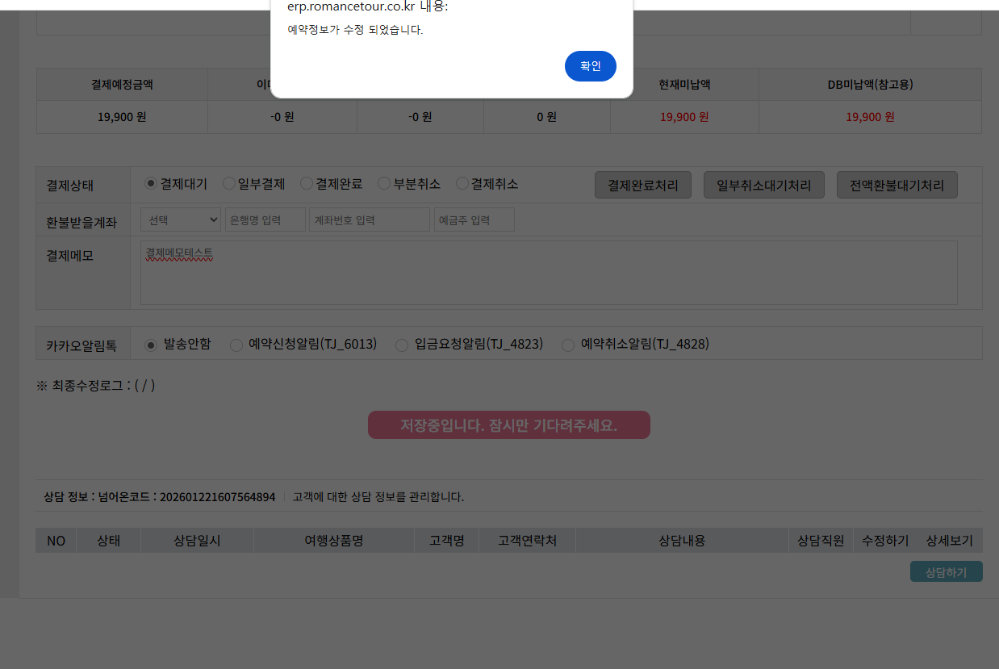 erp.romancetour.co.kr 내용:
예약정보가 수정 되었습니다.
확인
결제예정금액 현재미납액 DB미납액(참고용)
19,900 원 -0 원 -0 원 0 원 19,900 원 19,900 원
결제상태 결제대기 일부결제 결제완료 부분취소 결제취소 결제완료처리 일부취소대기처리 전액환불대기처리
환불받을계좌 선택 은행명 입력 계좌번호 입력 예금주 입력
결제메모 결제메모테스트
카카오알림톡 발송안함 예약신청알림(TJ_6013) 입금요청알림(TJ_4823) 예약취소알림(TJ_4828)
※ 최종수정로그 : ( / )
저장중입니다. 잠시만 기다려주세요.
상담 정보 : 넘어온코드 : 202601221607564894 고객에 대한 상담 정보를 관리합니다.
NO 상태 상담일시 여행상품명 고객명 고객연락처 상담내용 상담직원 수정하기 상세보기
상담하기